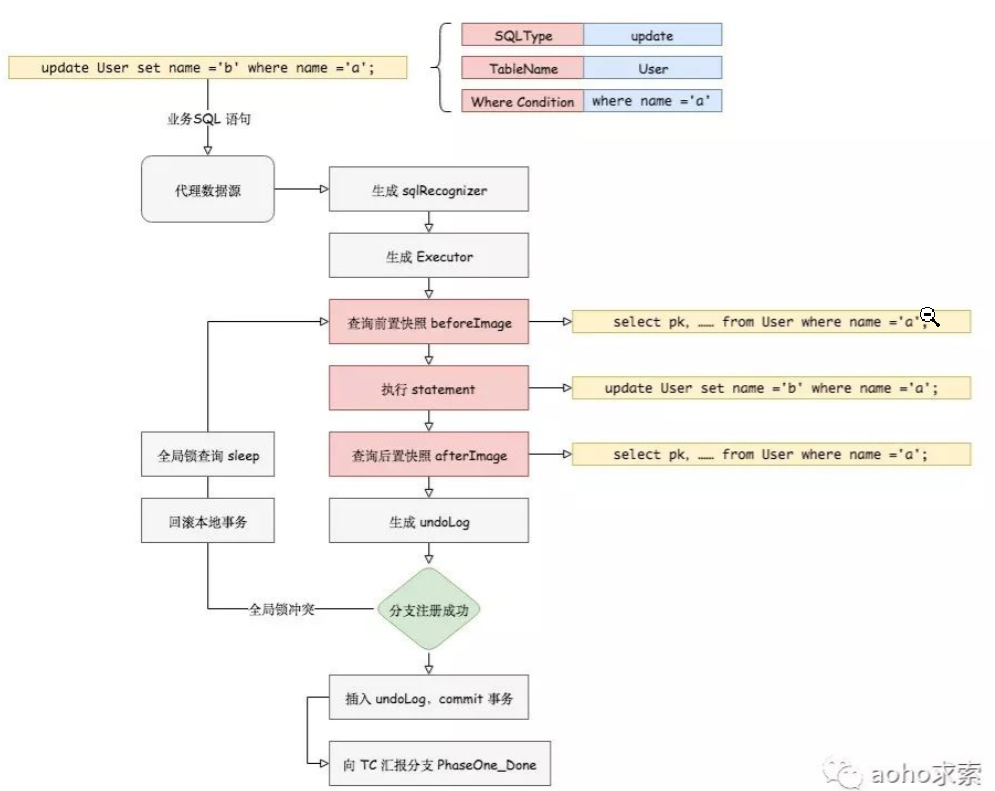 SQLType update
update User set name ='b' where name ='a';
TableName User
Where Condition where name ='a'
业务SQL 语句
代理数据源
生成 sqlRecognizer
生成 Executor
查询前置快照 beforeImage
select pk, …… from User where name ='a';
执行 statement
update User set name ='b' where name ='a';
全局锁查询 sleep
查询后置快照 afterImage
select pk, …… from User where name ='a';
回滚本地事务
生成 undoLog
全局锁冲突
分支注册成功
插入 undoLog，commit 事务
向 TC 汇报分支 PhaseOne_Done
aoho求索